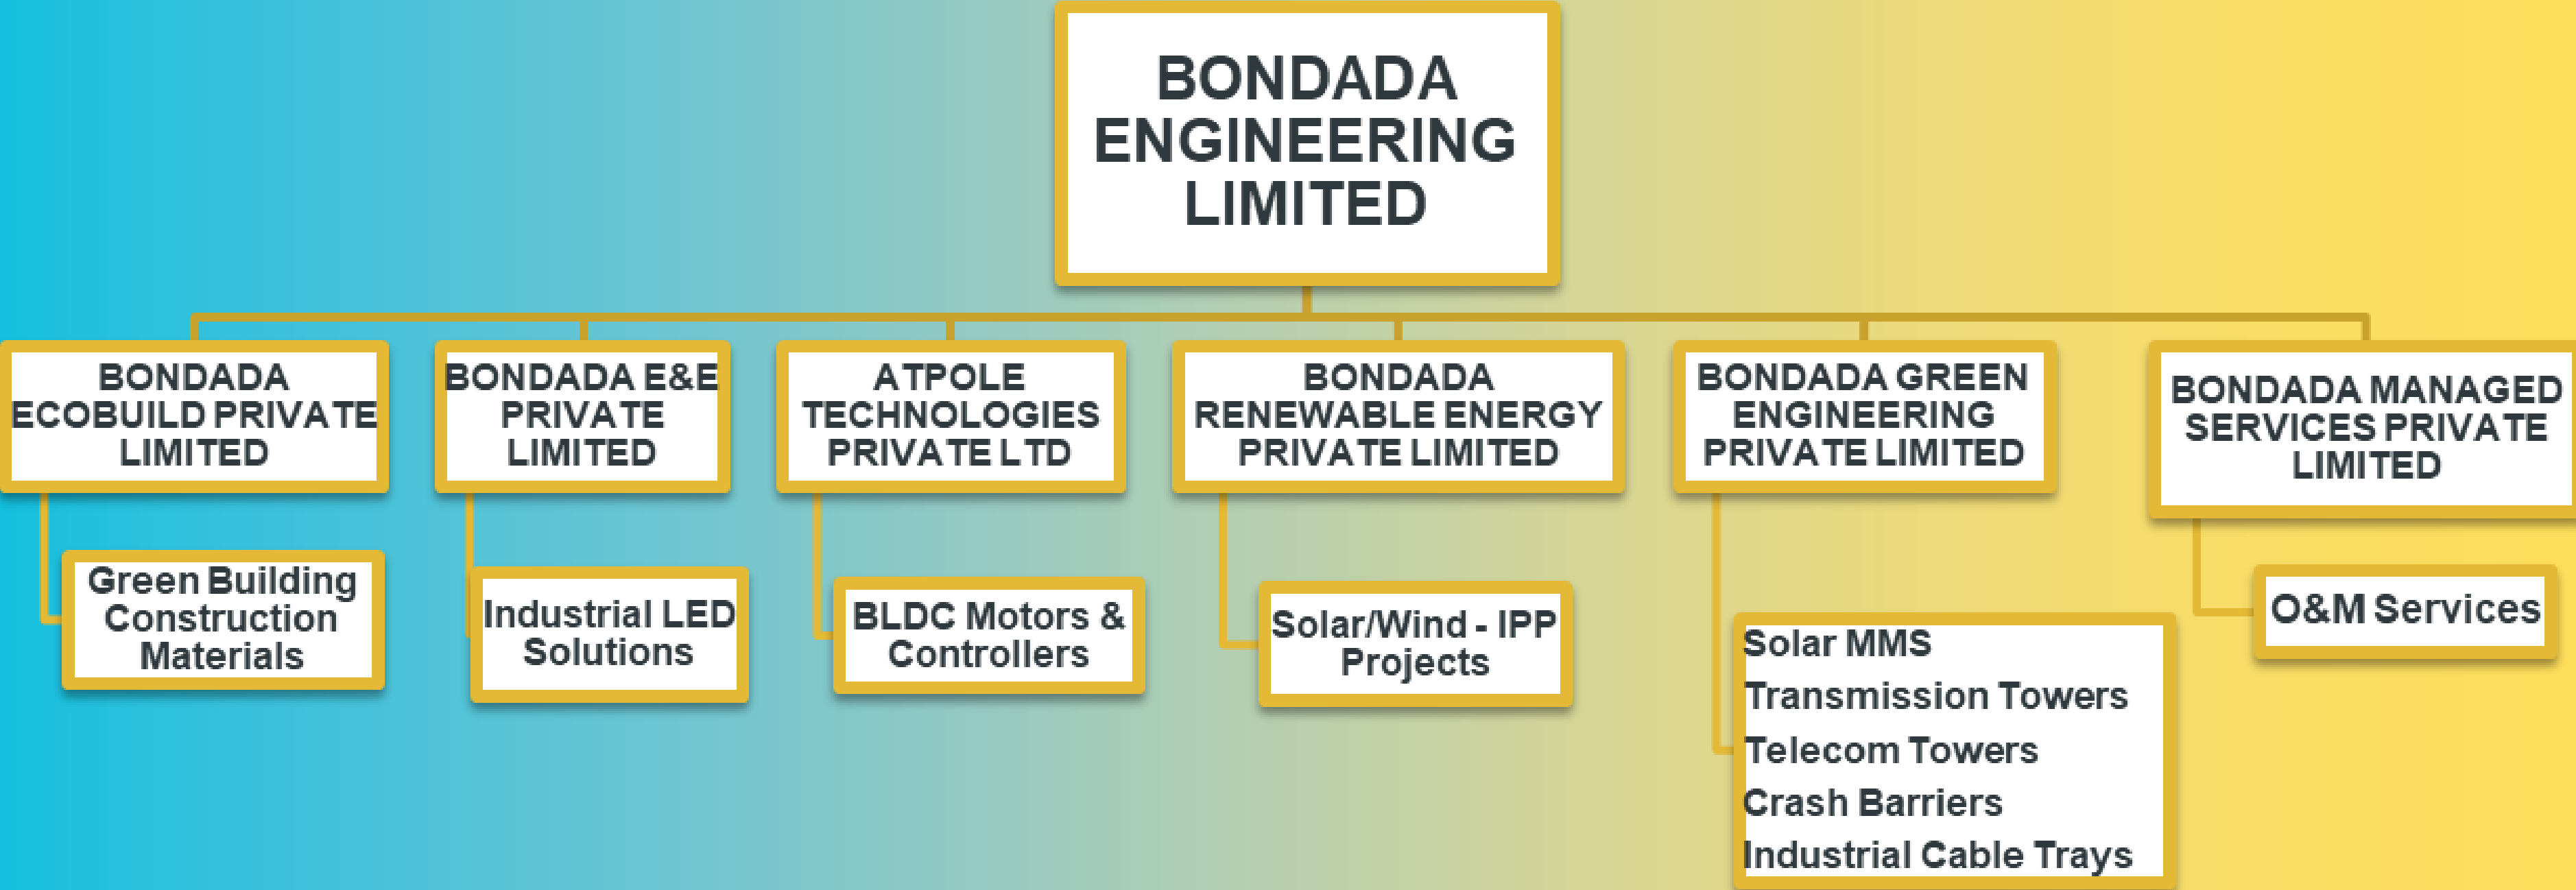 BONDADA
ENGINEERING
LIMITED
BONDADA
ECOBUILD PRIVATE
LIMITED
BONDADA E&E
PRIVATE
LIMITED
ATPOLE
TECHNOLOGIES
PRIVATE LTD
BONDADA
RENEWABLE ENERGY
PRIVATE LIMITED
BONDADA GREEN
ENGINEERING
PRIVATE LIMITED
BONDADA MANAGED
SERVICES PRIVATE
LIMITED
Green Building
Construction
Materials
Industrial LED
Solutions
BLDC Motors &
Controllers
Solar/Wind - IPP
Projects
Solar MMS
Transmission Towers
Telecom Towers
Crash Barriers
Industrial Cable Trays
O&M Services